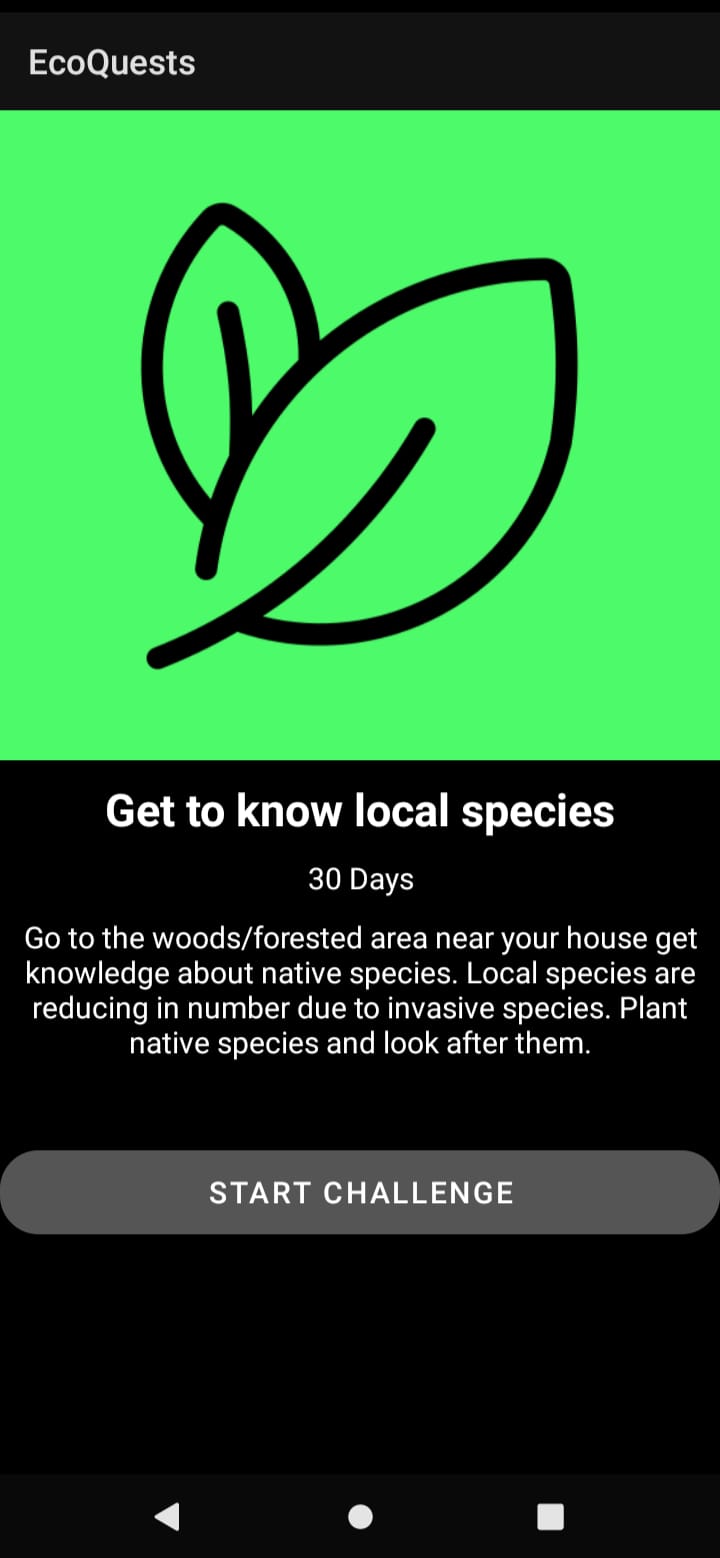 EcoQuests
Get to know local species
30 Days
Go to the woods/forested area near your house get
knowledge about native species. Local species are
reducing in number due to invasive species. Plant
native species and look after them.
START CHALLENGE